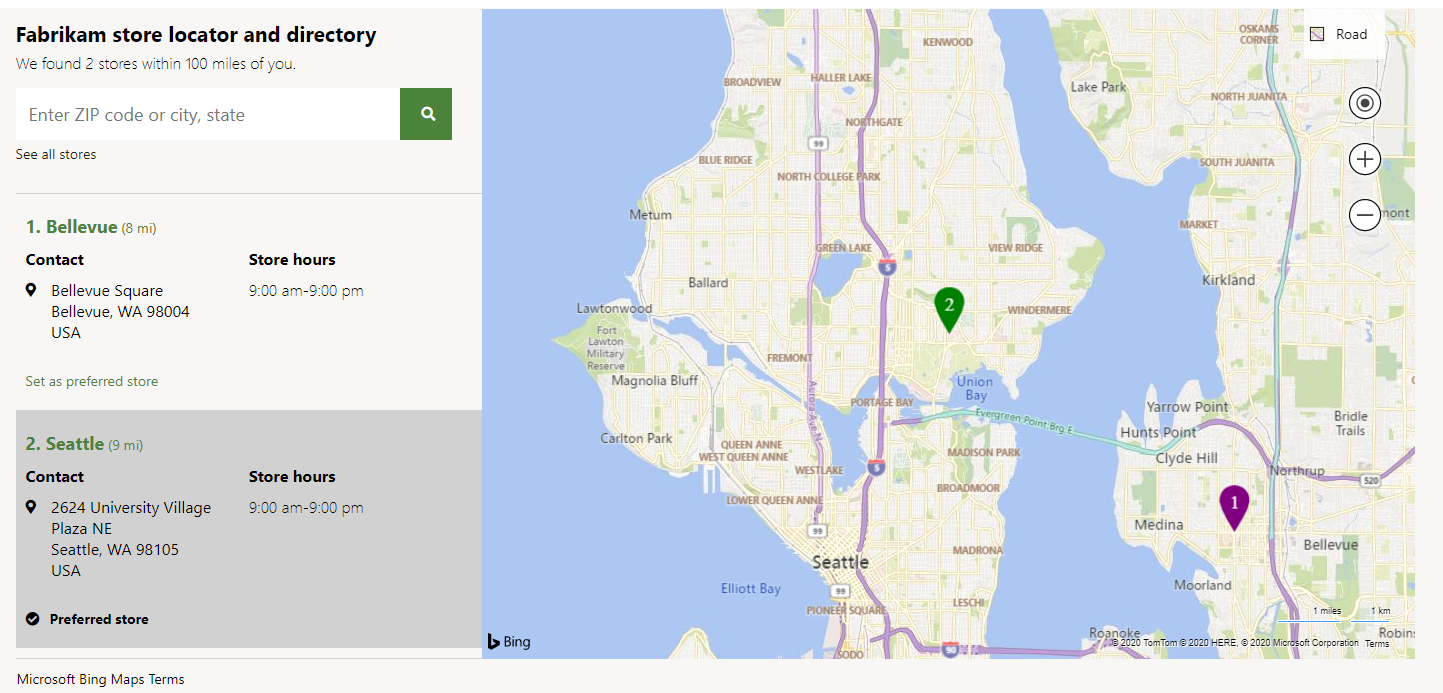 Fabrikam store locator and directory
We found 2 stores within 100 miles of you.
Enter ZIP code or city, state
See all stores
1. Bellevue (8 mi)
Contact
Store hours
Bellevue Square
9:00 am-9:00 pm
Bellevue, WA 98004
USA
Set as preferred store
2. Seattle (9 mi)
Contact
Store hours
2624 University Village
9:00 am-9:00 pm
Plaza NE
Seattle, WA 98105
USA
Preferred store
Microsoft Bing Maps Terms
OSKAMS
CORNER
Road
KENWOOD
BROADVIEW
HALLER LAKE
Lake Park
NORTH JUANITA
NORTHGATE
99
BLUE RIDGE
SOUTH JUANITA
NORTH COLLEGE PARK
Metum
mont
MARKET
GREEN LAKE
VIEW RIDGE
5
Ballard
Kirkland
Lawtonwood
2
WINDERMERE
Fort
Lawton
Military
Reserve
FREMONT
Magnolia Bluff
Union
Bay
Aurora Ave N
PORTAGE BAY
Yarrow Point
Evergreen Point Brg E
Bridle
Trails
Hunts Point
Carlton Park
QUEEN ANNE
WEST QUEEN ANNE
MADISON PARK
Clyde Hill
WESTLAKE
5
Northrup
520
BROADMOOR
LOWER QUEEN ANNE
1
Medina
99
Bellevue
MADRONA
Seattle
Elliott Bay
99
Moorland
LESCHI
PIONEER SQUARE
1 miles
1 km
Roanoke
Robins
Bing
90
SODO
© 2020 TomTom © 2020 HERE, © 2020 Microsoft Corporation
Terms